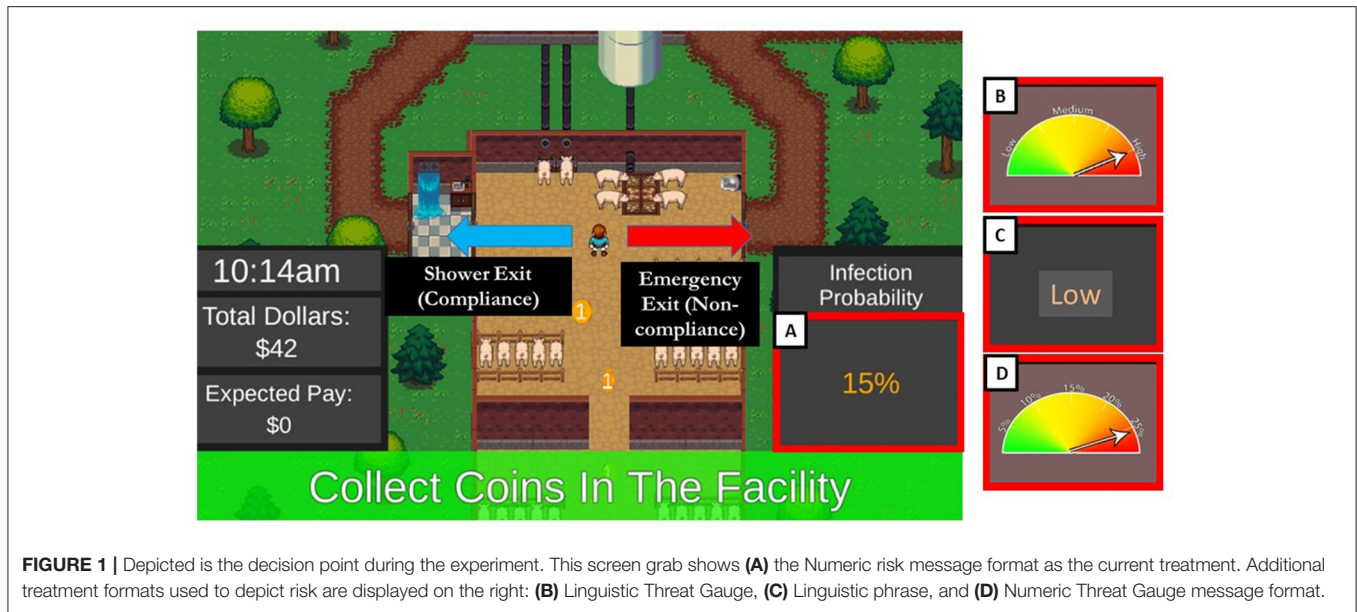 10:14am
Total Dollars:
$42
Expected Pay:
$0
Shower Exit
(Compliance)
Emergency
Exit (Non-
compliance)
1
1
1
Infection
Probability
A
15%
Collect Coins In The Facility
B
Low
Medium
High
C
Low
D
5%
10%
15%
20%
25%
FIGURE 1 | Depicted is the decision point during the experiment. This screen grab shows (A) the Numeric risk message format as the current treatment. Additional
treatment formats used to depict risk are displayed on the right: (B) Linguistic Threat Gauge, (C) Linguistic phrase, and (D) Numeric Threat Gauge message format.